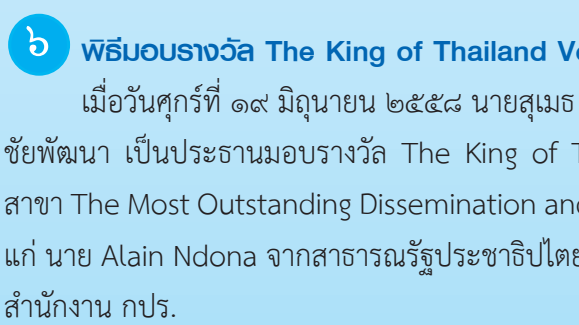 ๖ พิธีมอบรางวัล The King of Thailand
เมื่อวันศุกร์ที่ ๑๙ มิถุนายน ๒๕๕๘ นายสุเมธ
ชัยพัฒนา เป็นประธานมอบรางวัล The King of
สาขา The Most Outstanding Dissemination and
แก่ นาย Alain Ndona จากสาธารณรัฐประชาธิปไตย
สำนักงาน กปร.